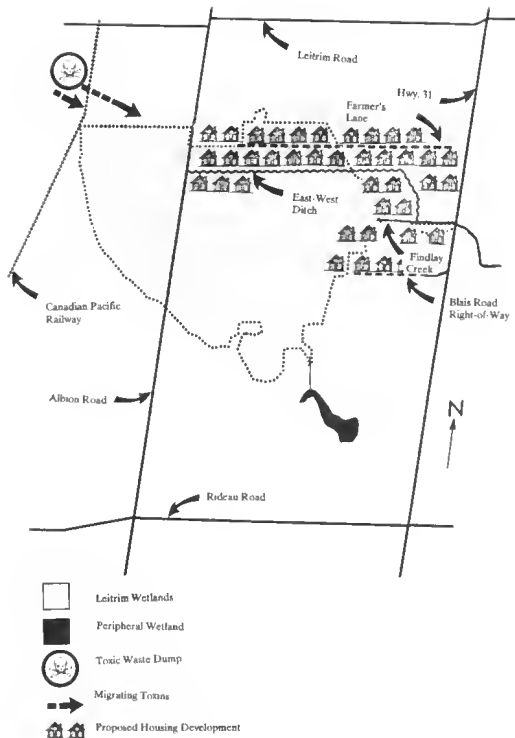 Leitrim Road
Hwy. 31
Farmer's
Lane
East-West
Ditch
Findlay
Creek
Canadian Pacific
Railway
Blais Road
Right-of-Way
Albion Road
N
Rideau Road
Leitrim Wetlands
Peripheral Wetland
Toxic Waste Dump
Migrating Toxins
Proposed Housing Development